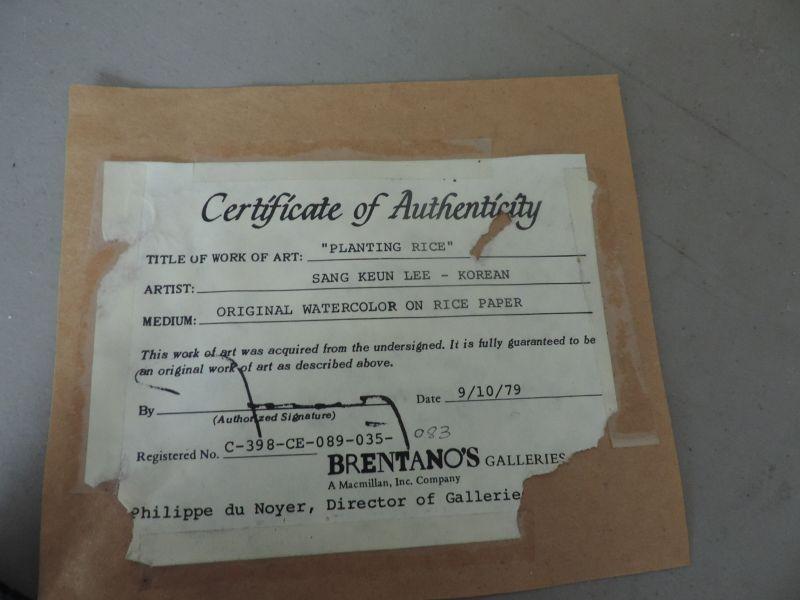 Certificate of Authenticity
TITLE OF WORK OF ART: "PLANTING RICE"
ARTIST: SANG KEUN LEE - KOREAN
MEDIUM: ORIGINAL WATERCOLOR ON RICE PAPER
This work of art was acquired from the undersigned. It is fully guaranteed to be
an original work of art as described above.
By Date 9/10/79
(Authorized Signature)
Registered No. C-398-CE-089-035- 083
BRENTANO'S GALLERIES
A Macmillan, Inc. Company
Philippe du Noyer, Director of Gallerie